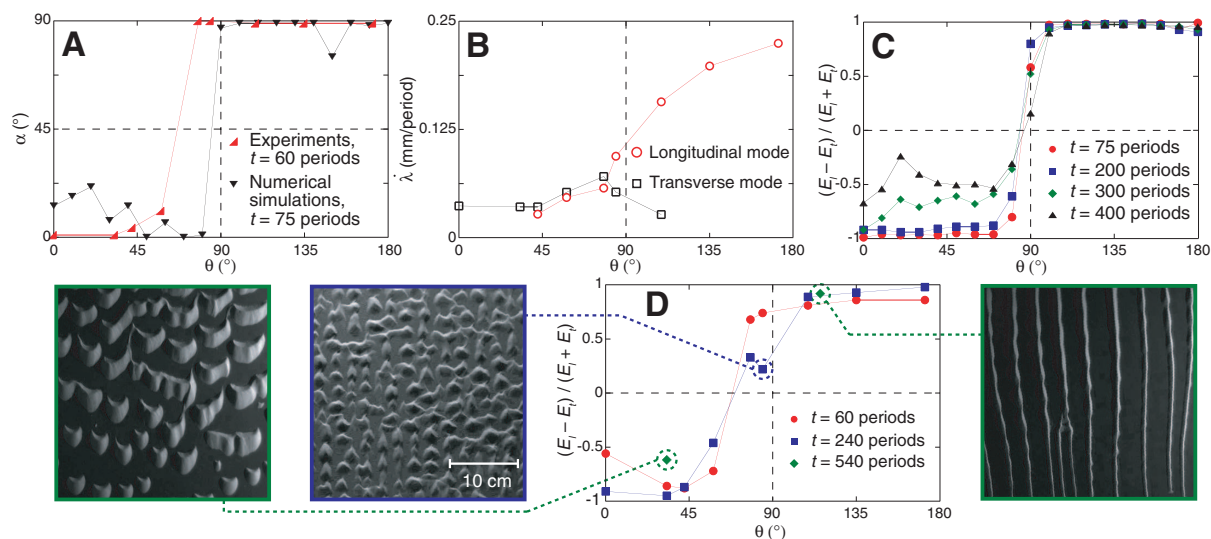 A
90
45
0
α (°)
0 45 90 135 180
θ (°)
Experiments,
t = 60 periods
Numerical
simulations,
t = 75 periods
B
0.25
0.125
0
λ̇ (mm/period)
0 45 90 135 180
θ (°)
Longitudinal mode
Transverse mode
C
1
0.5
0
-0.5
1
(El – Et) / (El + Et)
0 45 90 135 180
θ (°)
t = 75 periods
t = 200 periods
t = 300 periods
t = 400 periods
10 cm
D
1
0.5
0
-0.5
-1
(El – Et) / (El + Et)
0 45 90 135 180
θ (°)
t = 60 periods
t = 240 periods
t = 540 periods